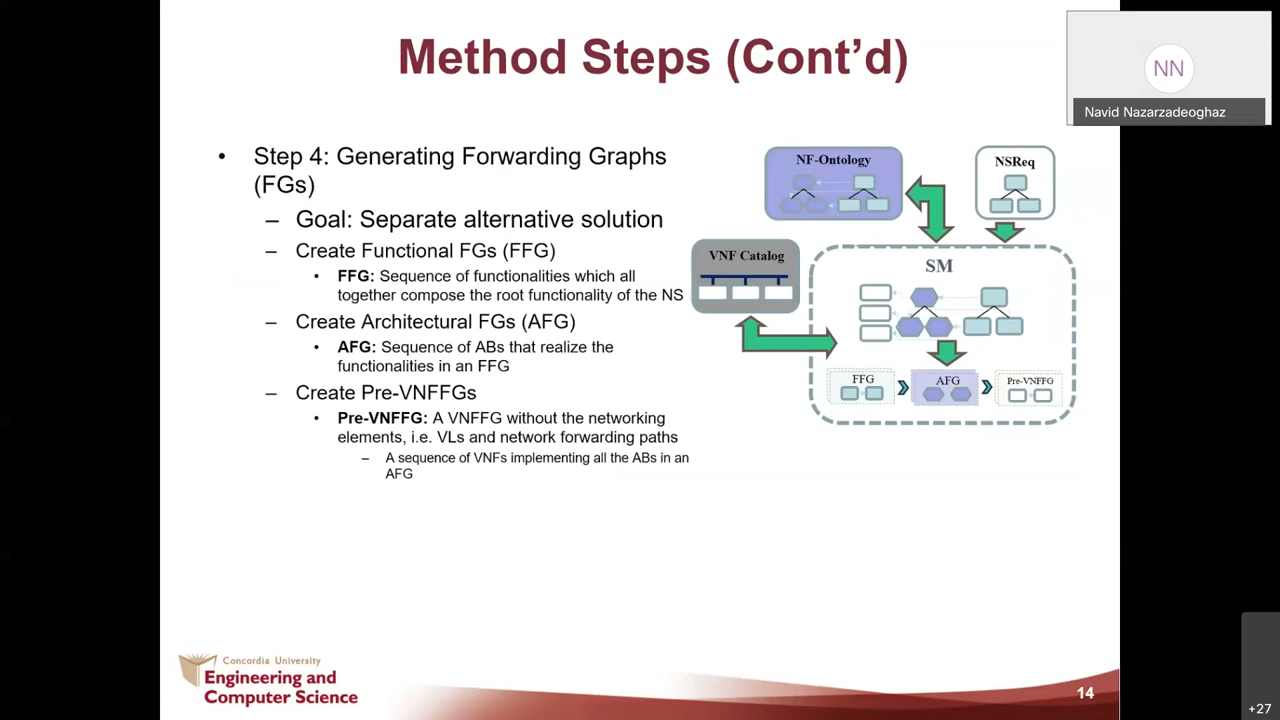 Method Steps (Cont'd)
NN
Navid Nazarzadeoghaz
• Step 4: Generating Forwarding Graphs
(FGs)
– Goal: Separate alternative solution
– Create Functional FGs (FFG)
• FFG: Sequence of functionalities which all
together compose the root functionality of the NS
– Create Architectural FGs (AFG)
• AFG: Sequence of ABs that realize the
functionalities in an FFG
– Create Pre-VNFFGs
• Pre-VNFFG: A VNFFG without the networking
elements, i.e. VLs and network forwarding paths
– A sequence of VNFs implementing all the ABs in an
AFG
NF-Ontology
NSReq
VNF Catalog
SM
FFG
AFG
Pre-VNFFG
Concordia University
Engineering and
Computer Science
14
+27